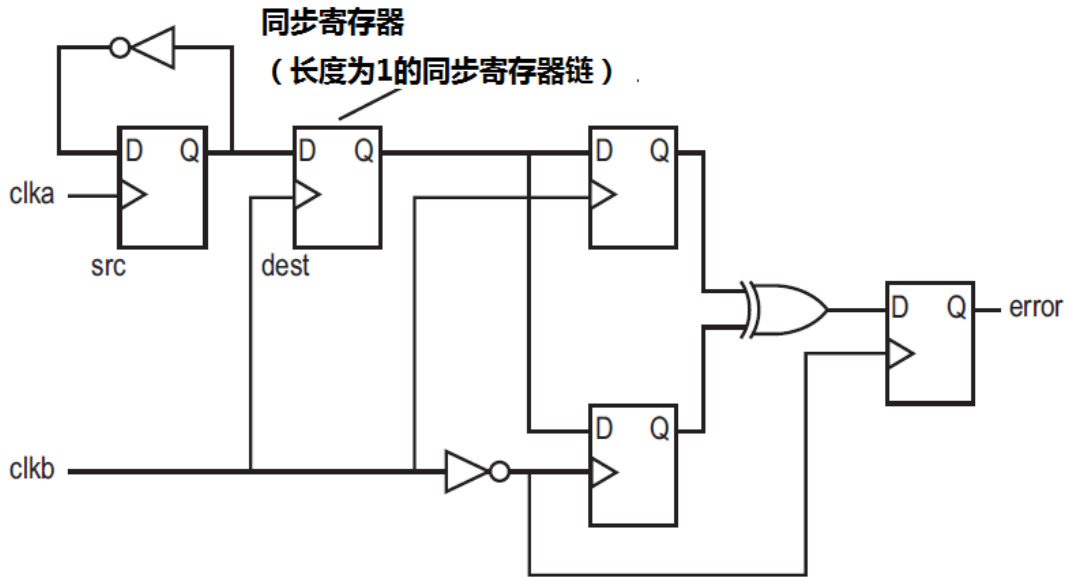 同步寄存器
（长度为1的同步寄存器链）
D Q
D Q
D Q
clka
src
dest
D Q
error
D Q
clkb